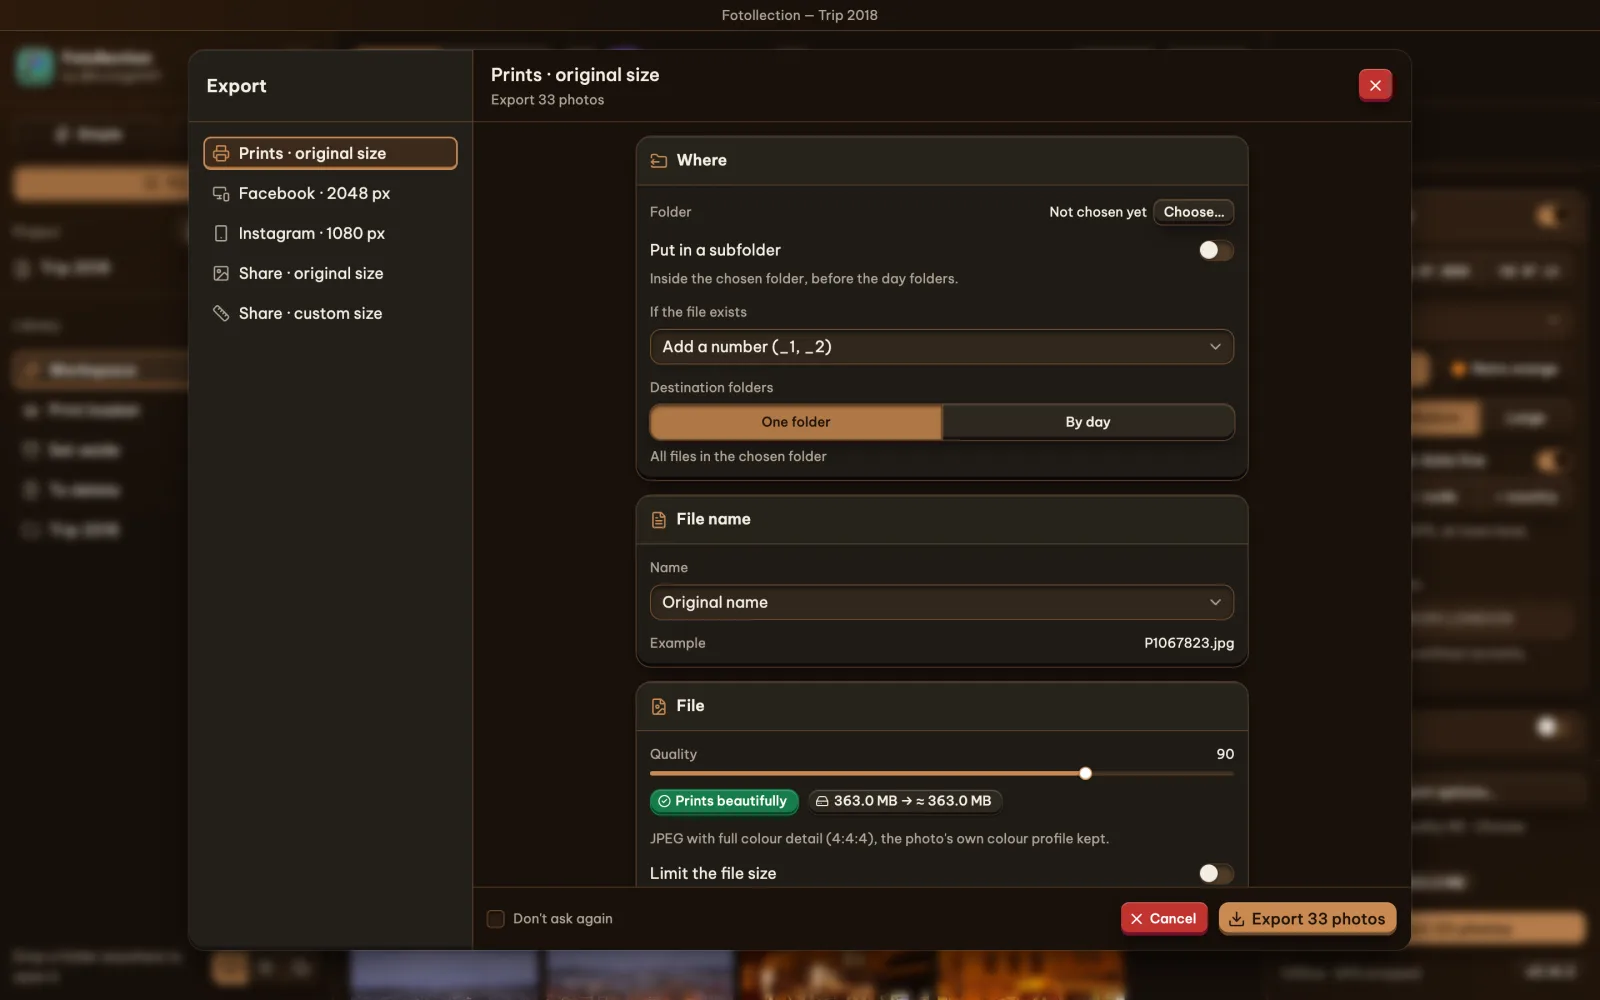 Fotollection — Trip 2018
Export
Prints · original size
Facebook · 2048 px
Instagram · 1080 px
Share · original size
Share · custom size
Prints · original size
Export 33 photos
Where
Folder
Not chosen yet
Choose...
Put in a subfolder
Inside the chosen folder, before the day folders.
If the file exists
Add a number (_1, _2)
Destination folders
One folder
By day
All files in the chosen folder
File name
Name
Original name
Example
P1067823.jpg
File
Quality
90
Prints beautifully
363.0 MB → ≈ 363.0 MB
JPEG with full colour detail (4:4:4), the photo's own colour profile kept.
Limit the file size
Don't ask again
Cancel
Export 33 photos